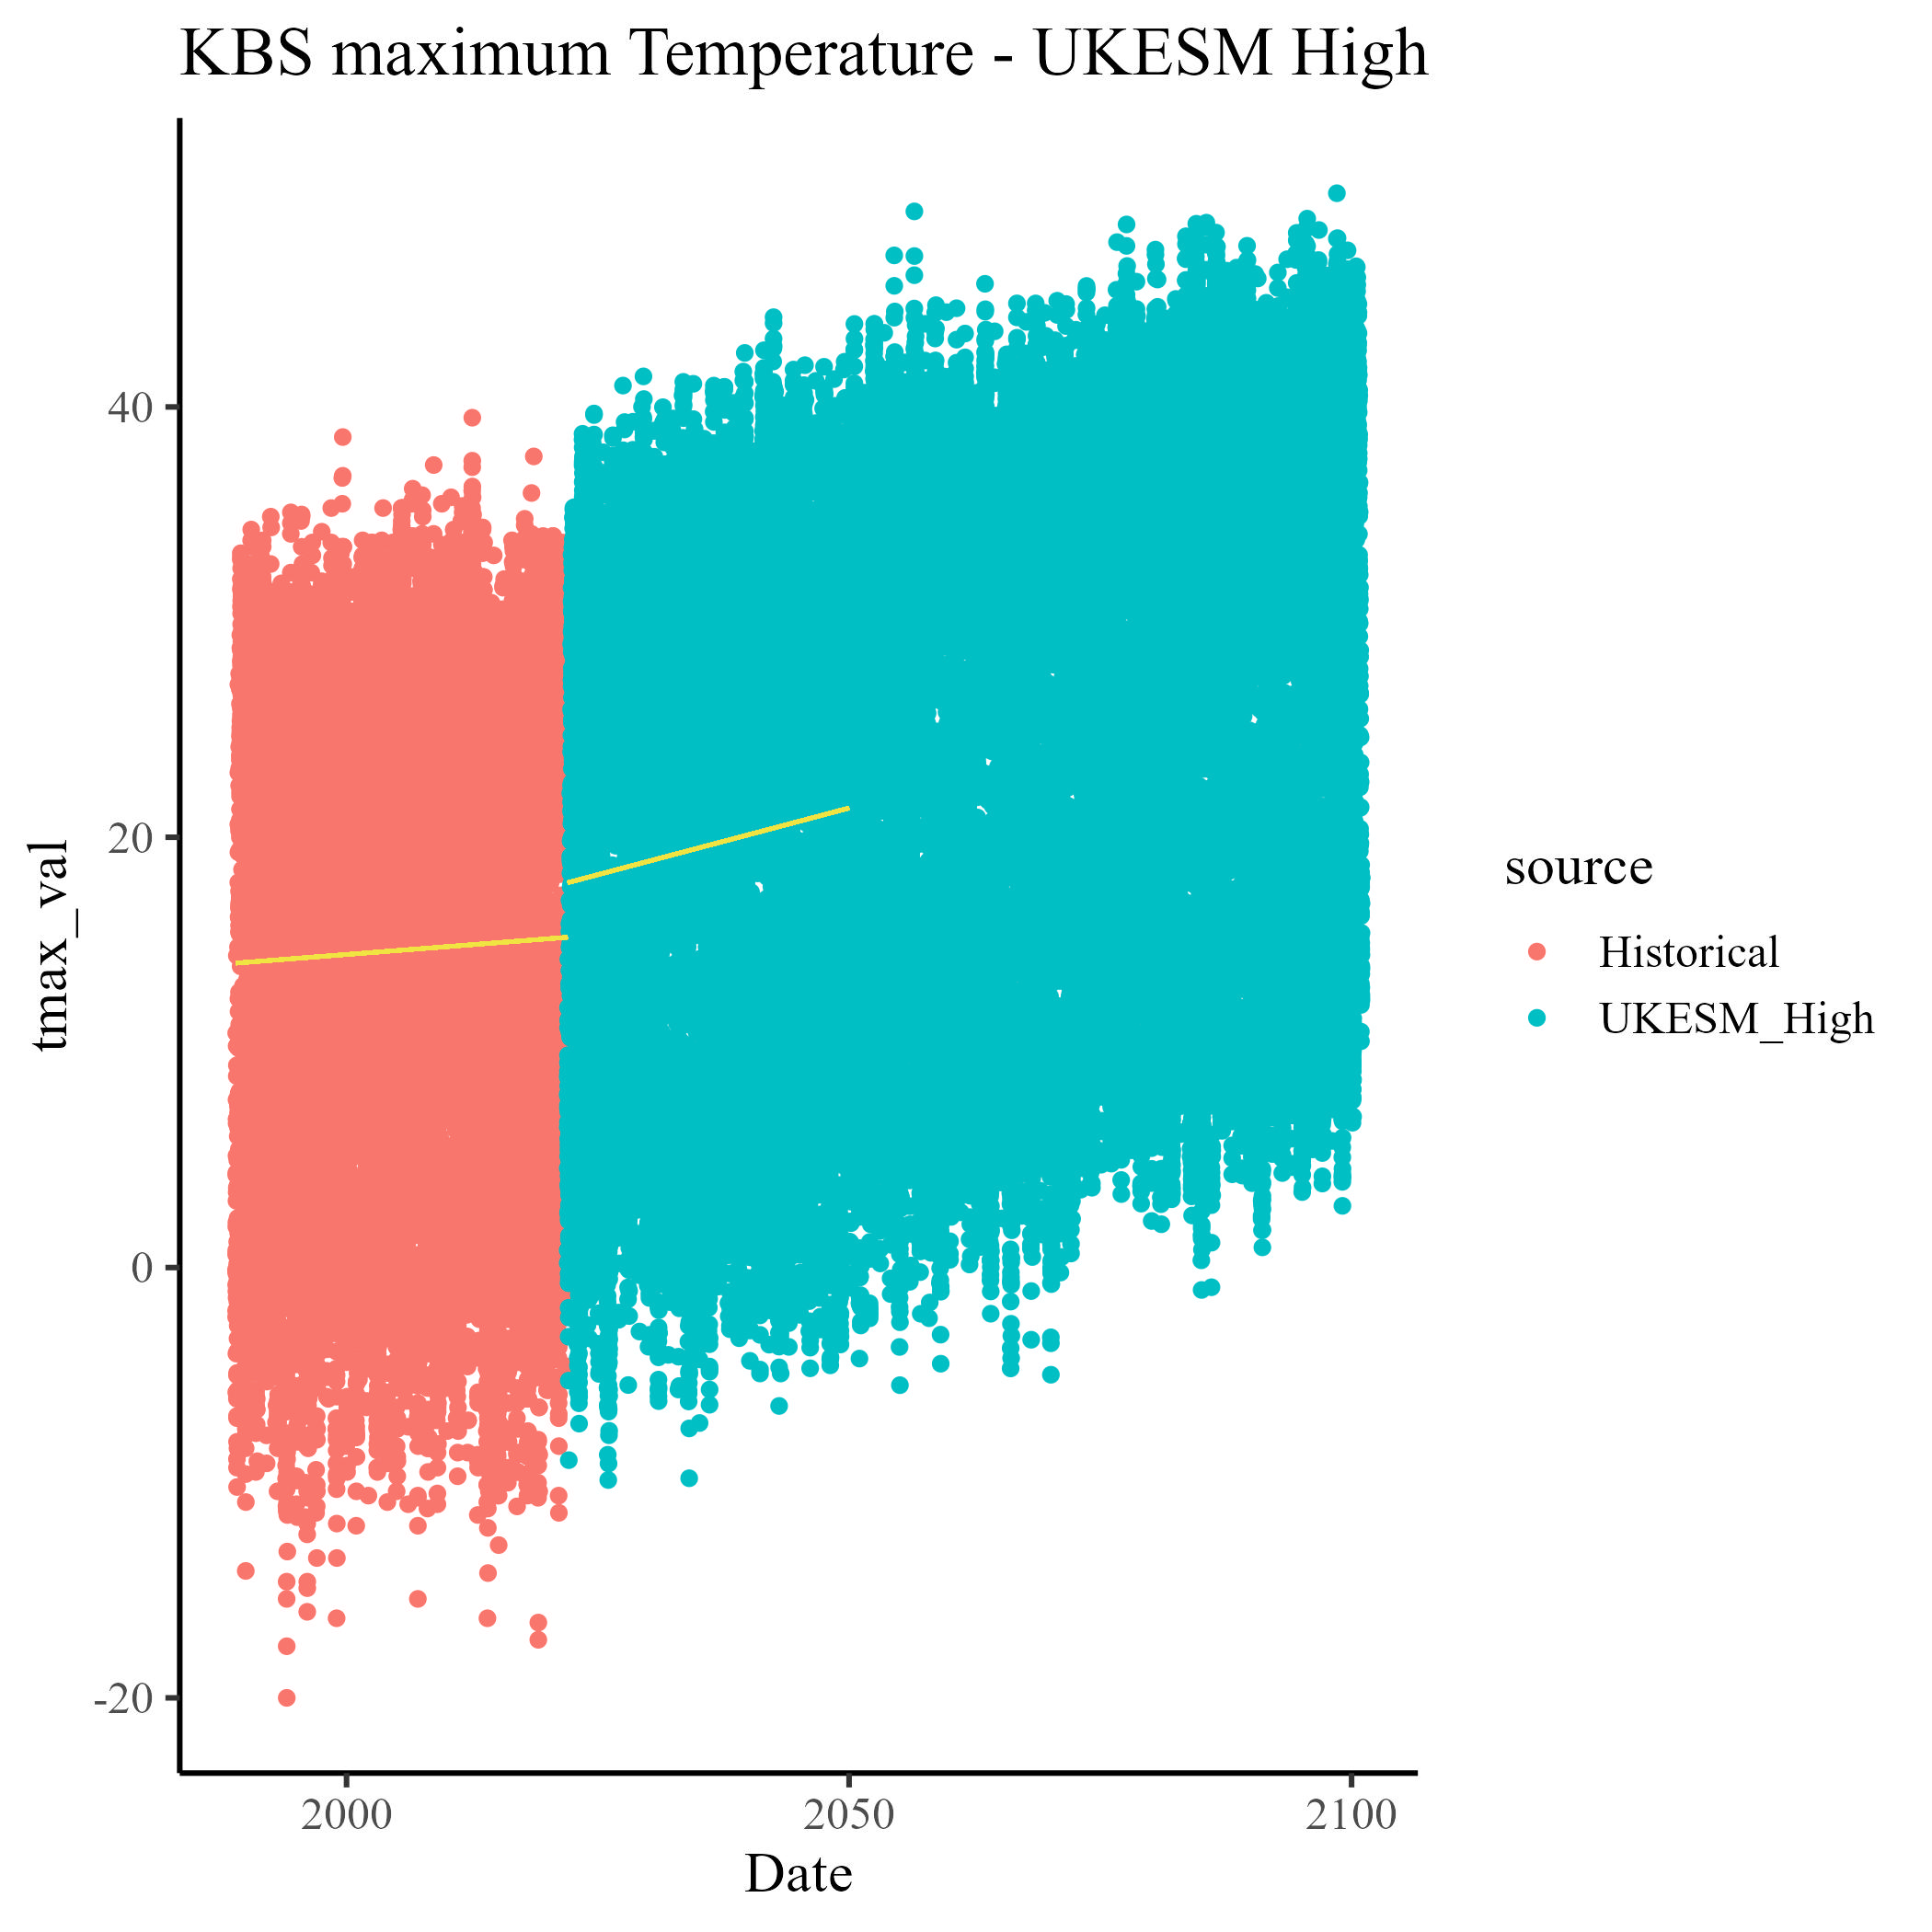 KBS maximum Temperature - UKESM High
tmax_val
40
20
0
-20
2000
2050
2100
Date
source
Historical
UKESM_High